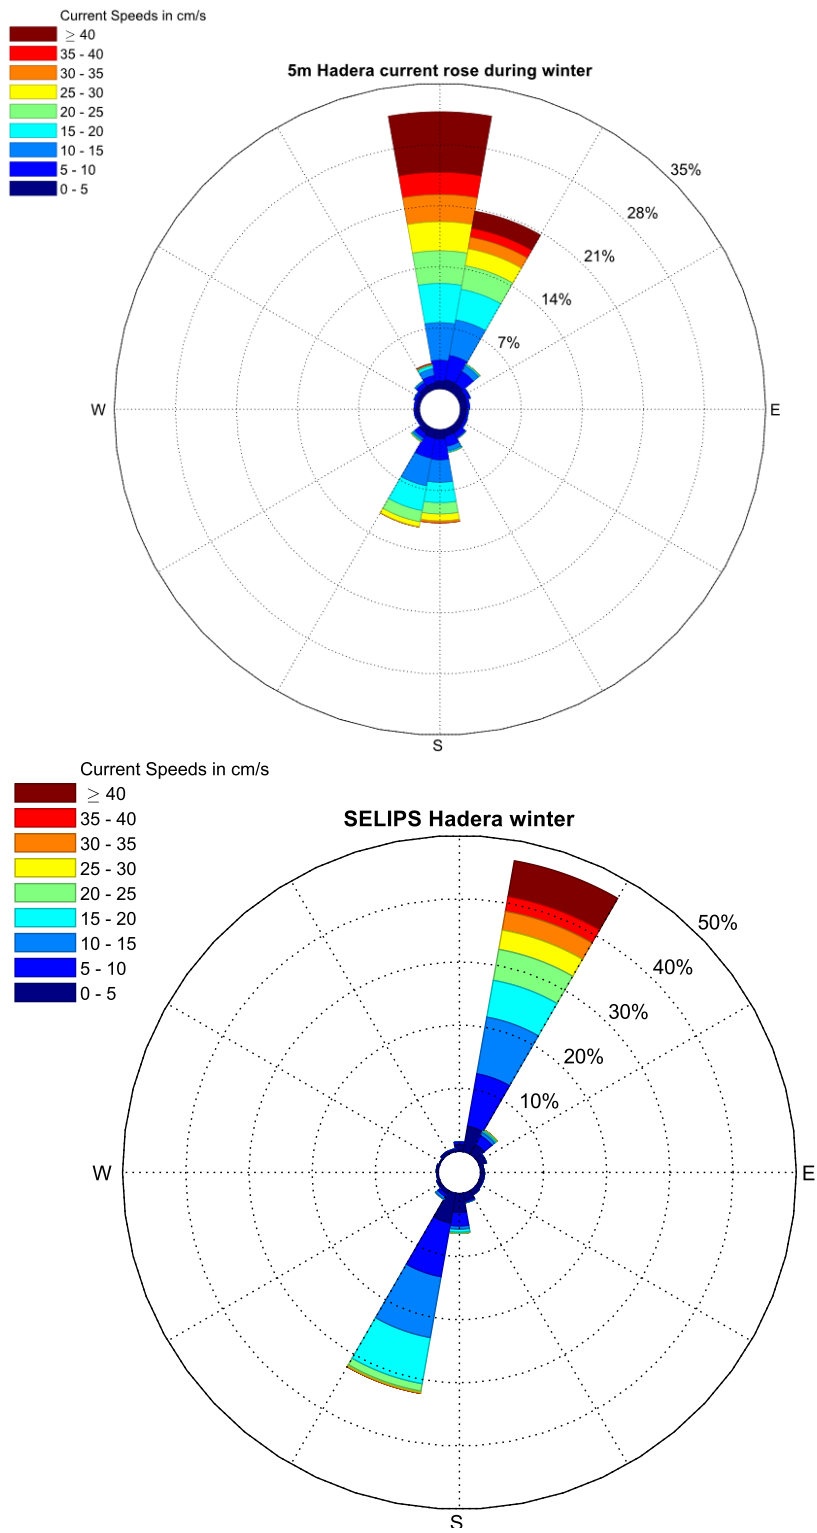 Current Speeds in cm/s
≥ 40
35 - 40
30 - 35
25 - 30
20 - 25
15 - 20
10 - 15
5 - 10
0 - 5
5m Hadera current rose during winter
35%
28%
21%
14%
7%
W
E
S
Current Speeds in cm/s
≥ 40
35 - 40
30 - 35
25 - 30
20 - 25
15 - 20
10 - 15
5 - 10
0 - 5
SELIPS Hadera winter
50%
40%
30%
20%
10%
W
E
S